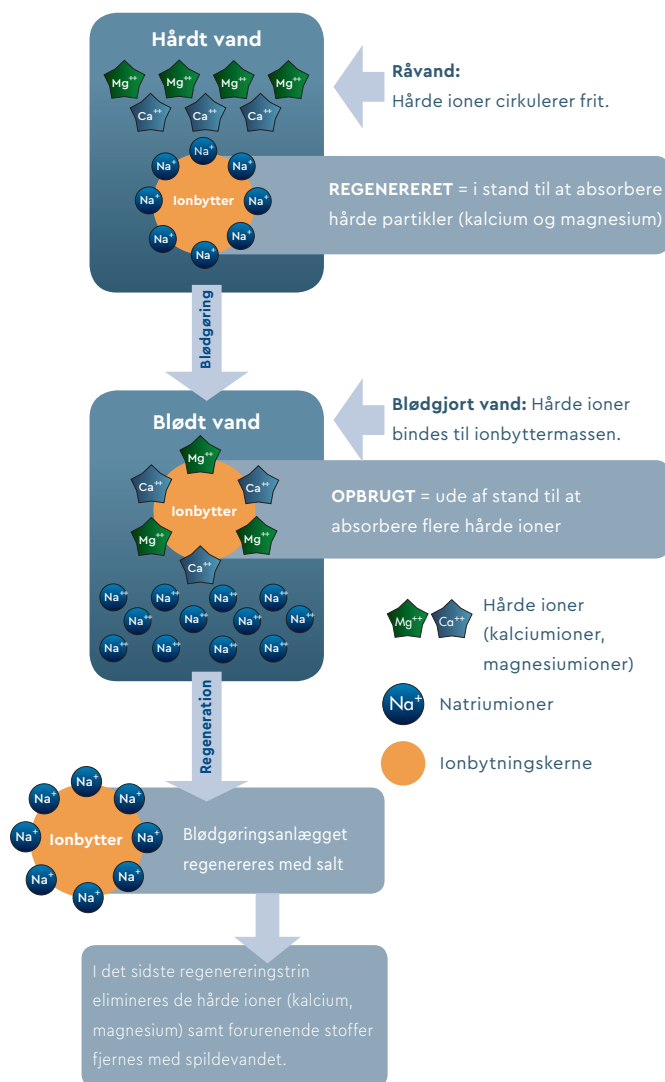 Hårdt vand
Mg++ Mg++ Mg++ Mg++
Ca++ Ca++ Ca++
Råvand:
Hårde ioner cirkulerer frit.
Na+
Na+ Na+
Na+ Ionbytter Na+
Na+ Na+
Na+
REGENERERET = i stand til at absorbere
hårde partikler (kalcium og magnesium)
Blødgøring
Blødt vand
Blødgjort vand: Hårde ioner
bindes til ionbyttermassen.
Mg++
Ca++ Ca++
Ionbytter
Mg++ Mg++
Ca++
OPBRUGT = ude af stand til at
absorbere flere hårde ioner
Na++ Na++ Na++ Na++
Na++ Na++ Na++ Na++
Na++ Na++ Na++ Na++
Mg++ Ca++
Hårde ioner
(kalciumioner,
magnesiumioner)
Na+ Natriumioner
Ionbytningskerne
Regeneration
Na+
Na+ Na+
Na+ Ionbytter Na+
Na+ Na+
Na+
Blødgøringsanlægget
regenereres med salt
I det sidste regenereringstrin
elimineres de hårde ioner (kalcium,
magnesium) samt forurenende stoffer
fjernes med spildevandet.